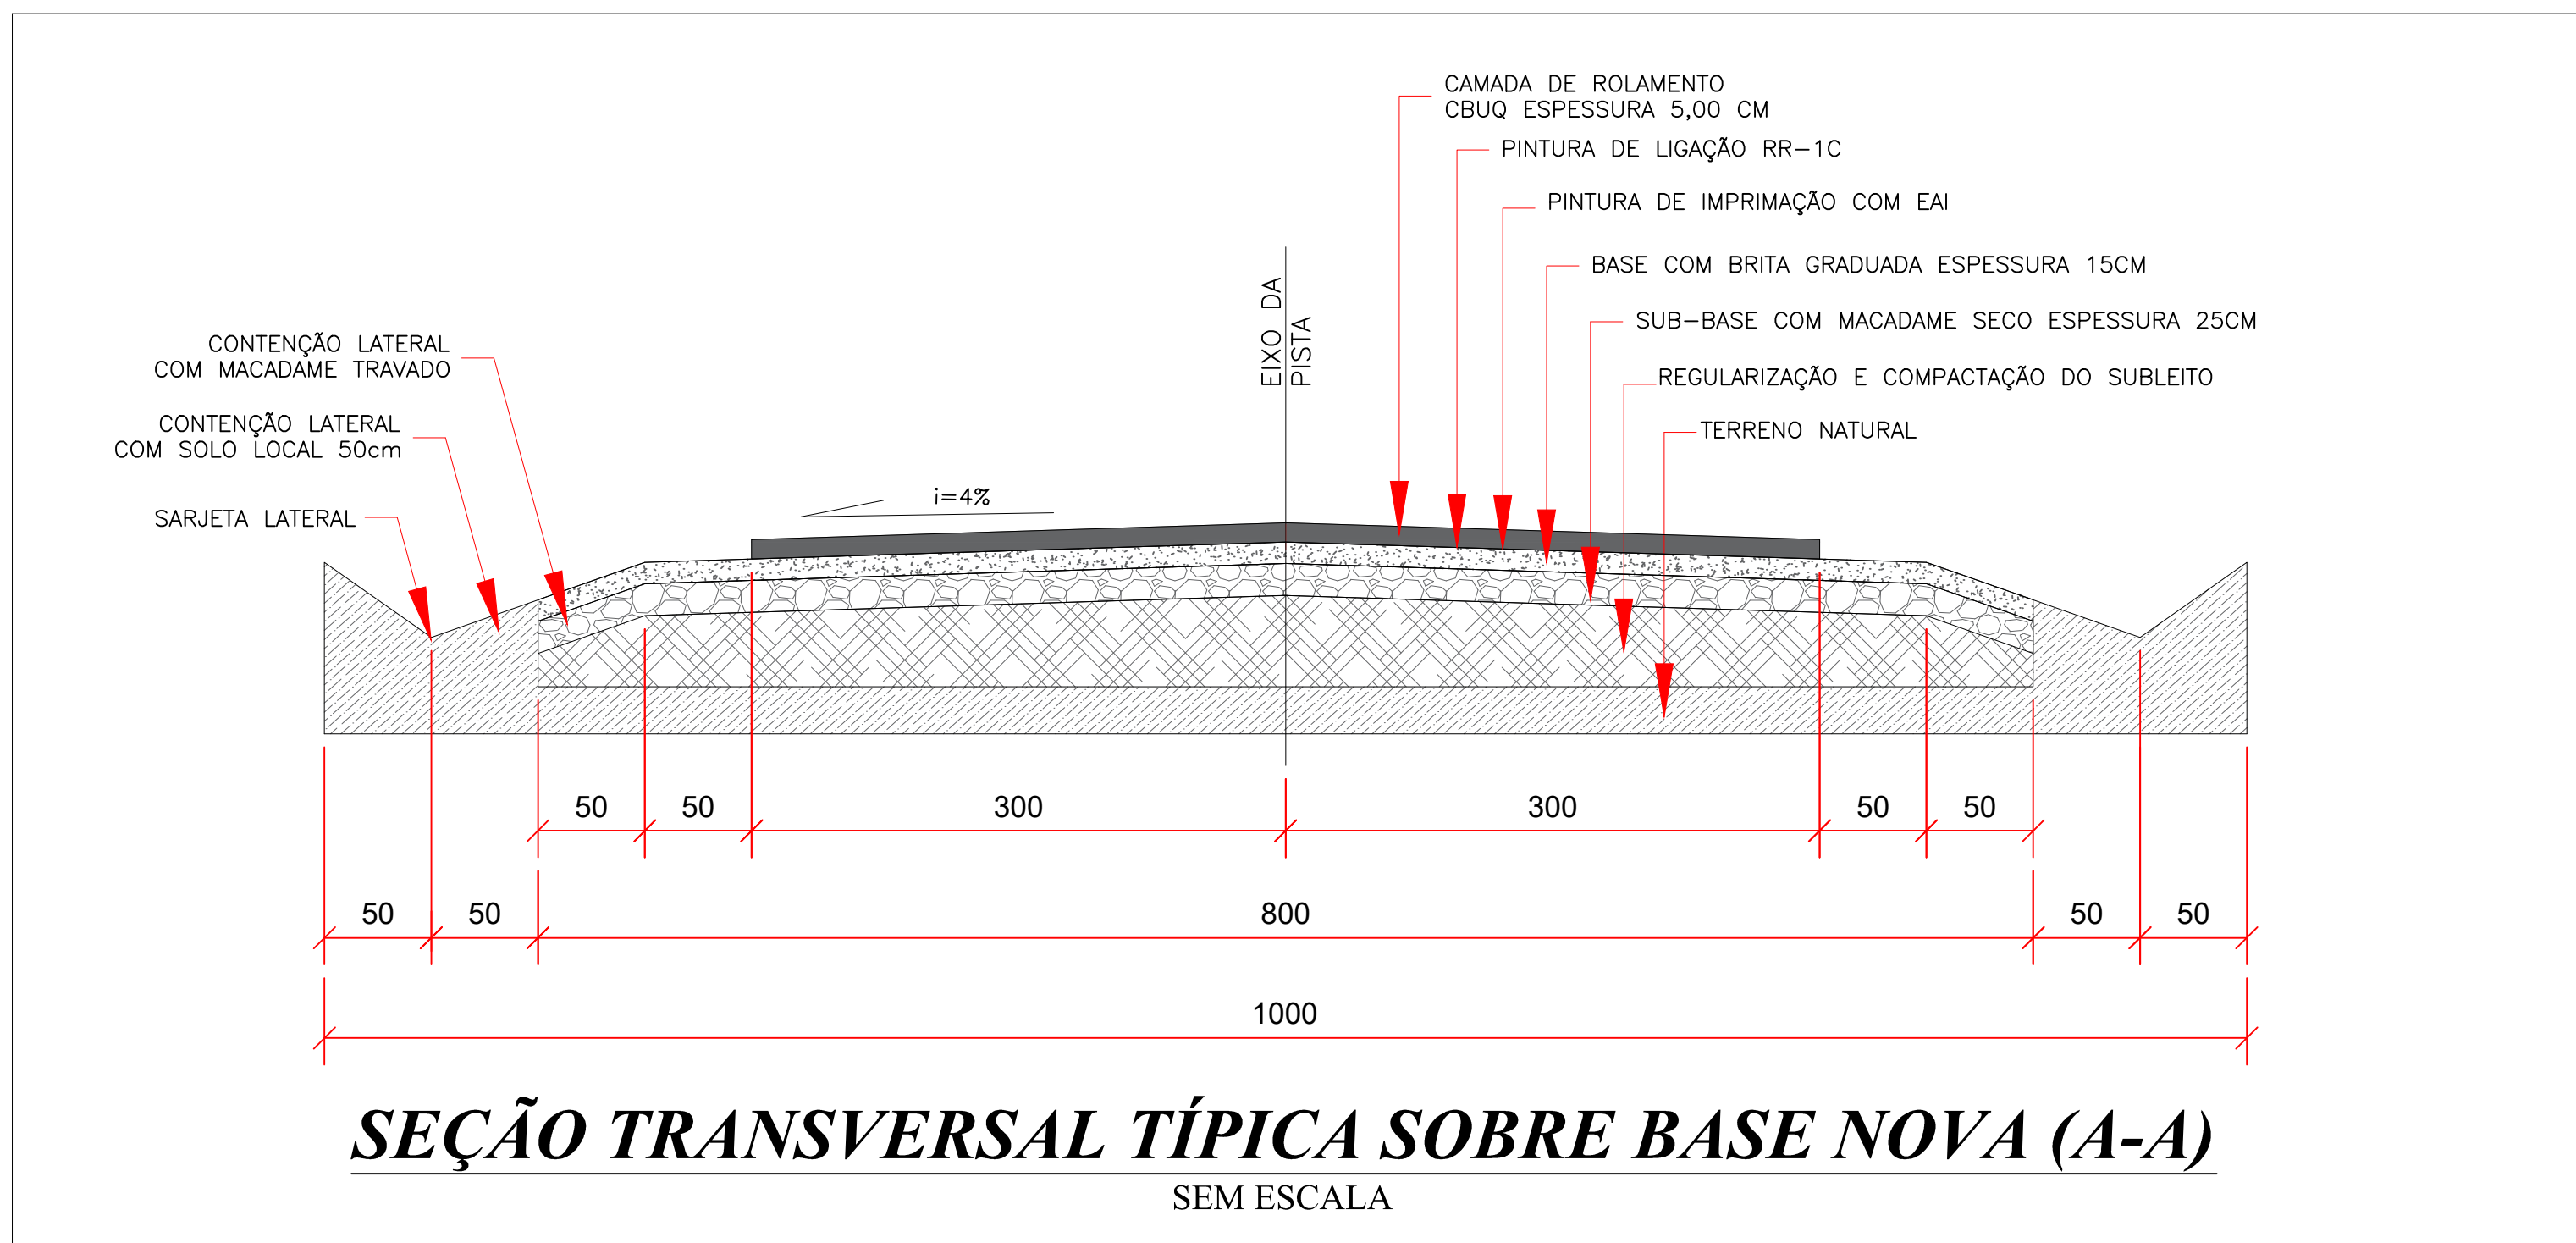 CAMADA DE ROLAMENTO
CBUQ ESPESSURA 5,00 CM
PINTURA DE LIGAÇÃO RR-1C
PINTURA DE IMPRIMAÇÃO COM EAI
BASE COM BRITA GRADUADA ESPESSURA 15CM
SUB-BASE COM MACADAME SECO ESPESSURA 25CM
REGULARIZAÇÃO E COMPACTAÇÃO DO SUBLEITO
TERRENO NATURAL
EIXO DA
PISTA
CONTENÇÃO LATERAL
COM MACADAME TRAVADO
CONTENÇÃO LATERAL
COM SOLO LOCAL 50cm
SARJETA LATERAL
i=4%
50 50 300 300 50 50
50 50 800 50 50
1000
SEÇÃO TRANSVERSAL TÍPICA SOBRE BASE NOVA (A-A)
SEM ESCALA